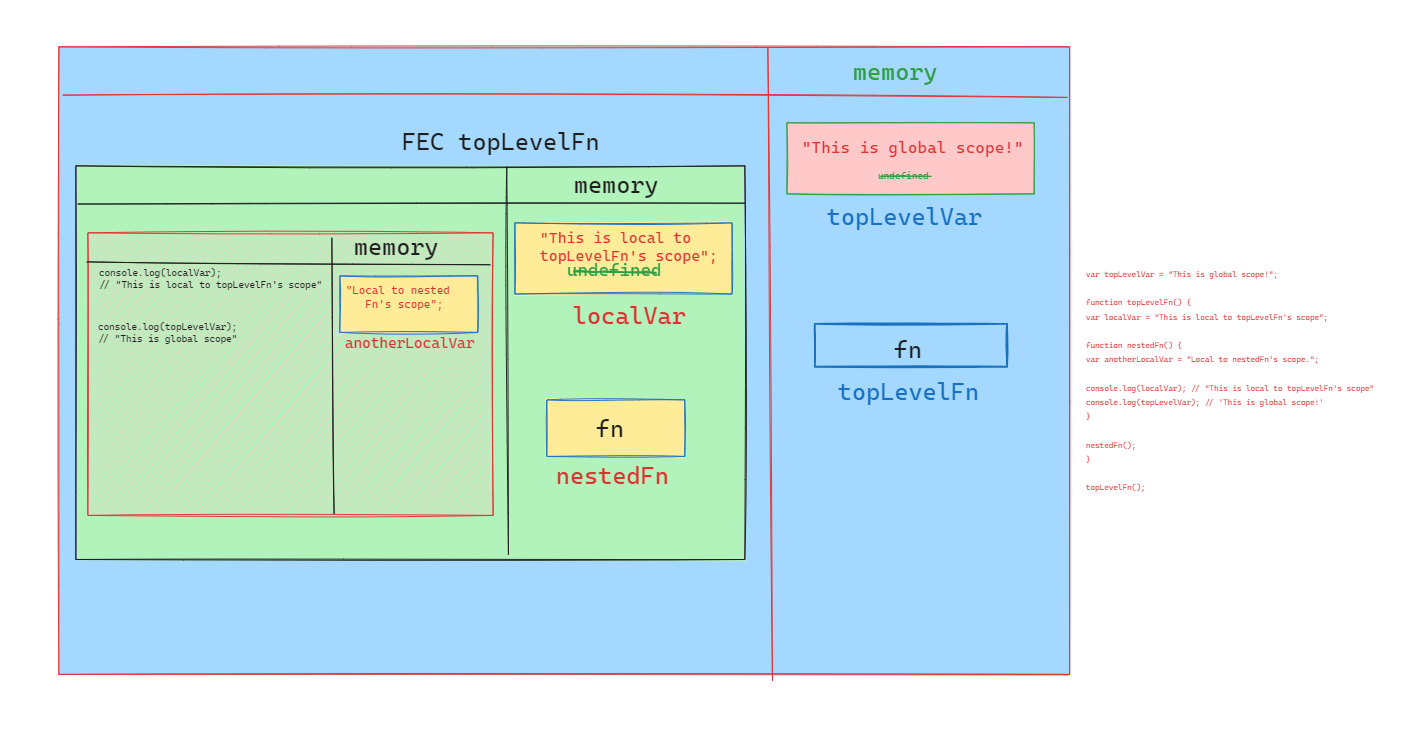 memory
FEC topLevelFn
"This is global scope!"
undefined
topLevelVar
memory
"This is local to
topLevelFn's scope";
undefined
localVar
memory
console.log(localVar);
// "This is local to topLevelFn's scope"
console.log(topLevelVar);
// "This is global scope"
"Local to nested
Fn's scope";
anotherLocalVar
fn
nestedFn
fn
topLevelFn
var topLevelVar = "This is global scope!";
function topLevelFn() {
var localVar = "This is local to topLevelFn's scope";
function nestedFn() {
var anotherLocalVar = "Local to nestedFn's scope.";
console.log(localVar); // "This is local to topLevelFn's scope"
console.log(topLevelVar); // 'This is global scope!'
}
nestedFn();
}
topLevelFn();